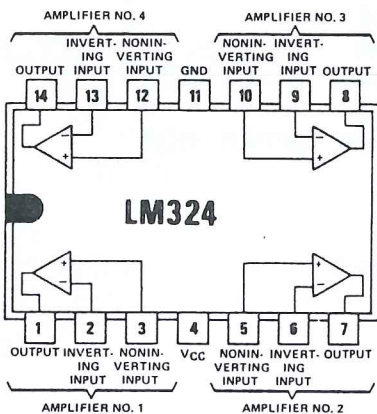 AMPLIFIER NO. 4
AMPLIFIER NO. 3
OUTPUT
INVERT-
ING
INPUT
NONIN-
VERTING
INPUT
GND
NONIN-
VERTING
INPUT
INVERT-
ING
INPUT
OUTPUT
14 13 12 11 10 9 8
- + - +
LM324
+ - + -
1 2 3 4 5 6 7
OUTPUT
INVERT-
ING
INPUT
NONIN-
VERTING
INPUT
VCC
NONIN-
VERTING
INPUT
INVERT-
ING
INPUT
OUTPUT
AMPLIFIER NO. 1
AMPLIFIER NO. 2